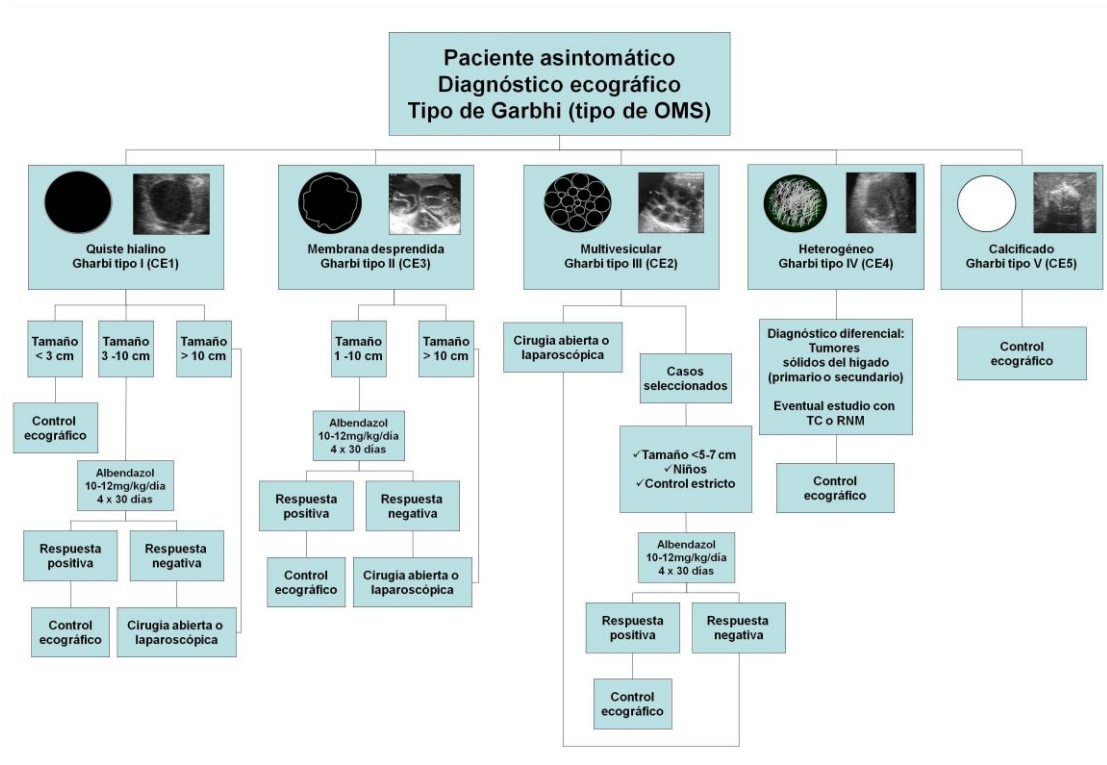 Paciente asintomático
Diagnóstico ecográfico
Tipo de Garbhi (tipo de OMS)
Quiste hialino
Gharbi tipo I (CE1)
Membrana desprendida
Gharbi tipo II (CE3)
Multivesicular
Gharbi tipo III (CE2)
Heterogéneo
Gharbi tipo IV (CE4)
Calcificado
Gharbi tipo V (CE5)
Tamaño
< 3 cm
Tamaño
3 -10 cm
Tamaño
> 10 cm
Control
ecográfico
Albendazol
10-12mg/kg/día
4 x 30 días
Respuesta
positiva
Respuesta
negativa
Control
ecográfico
Cirugía abierta o
laparoscópica
Tamaño
1 -10 cm
Tamaño
> 10 cm
Albendazol
10-12mg/kg/día
4 x 30 días
Respuesta
positiva
Respuesta
negativa
Control
ecográfico
Cirugía abierta o
laparoscópica
Cirugía abierta o
laparoscópica
Casos
seleccionados
✓Tamaño <5-7 cm
✓Niños
✓Control estricto
Albendazol
10-12mg/kg/día
4 x 30 días
Respuesta
positiva
Respuesta
negativa
Control
ecográfico
Diagnóstico diferencial:
Tumores
sólidos del hígado
(primario o secundario)
Eventual estudio con
TC o RNM
Control
ecográfico
Control
ecográfico